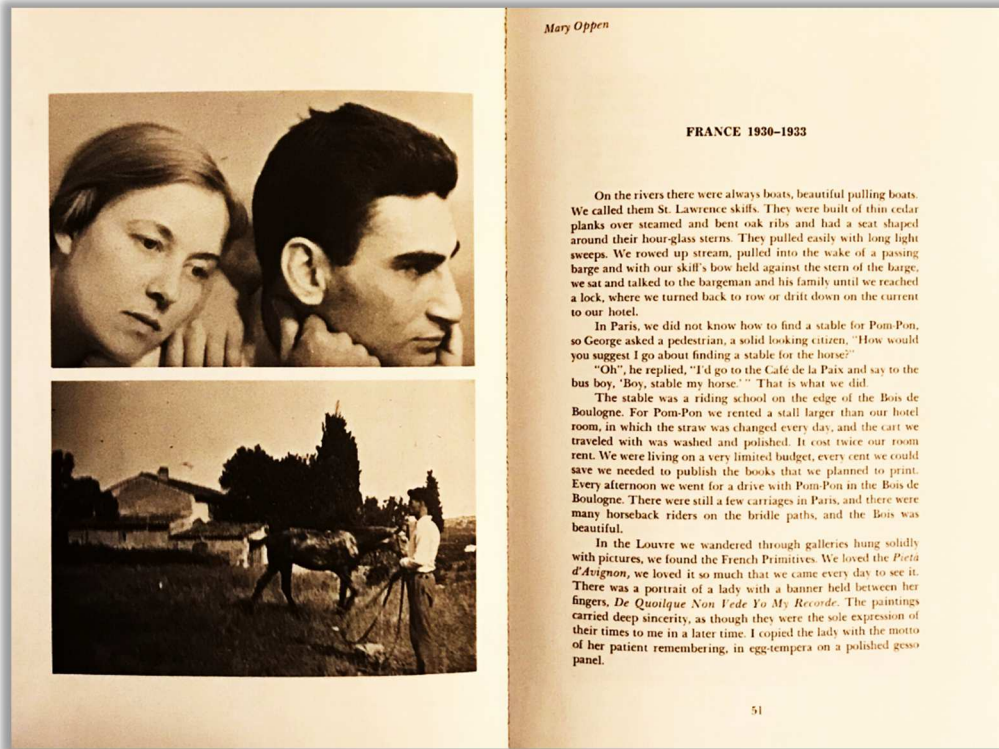 Mary Oppen
FRANCE 1930–1933
On the rivers there were always boats, beautiful pulling boats.
We called them St. Lawrence skiffs. They were built of thin cedar
planks over steamed and bent oak ribs and had a seat shaped
around their hour-glass sterns. They pulled easily with long light
sweeps. We rowed up stream, pulled into the wake of a passing
barge and with our skiff's bow held against the stern of the barge,
we sat and talked to the bargeman and his family until we reached
a lock, where we turned back to row or drift down on the current
to our hotel.
In Paris, we did not know how to find a stable for Pom-Pon,
so George asked a pedestrian, a solid looking citizen, "How would
you suggest I go about finding a stable for the horse?"
"Oh", he replied, "I'd go to the Café de la Paix and say to the
bus boy, 'Boy, stable my horse.' " That is what we did.
The stable was a riding school on the edge of the Bois de
Boulogne. For Pom-Pon we rented a stall larger than our hotel
room, in which the straw was changed every day, and the cart we
traveled with was washed and polished. It cost twice our room
rent. We were living on a very limited budget, every cent we could
save we needed to publish the books that we planned to print.
Every afternoon we went for a drive with Pom-Pon in the Bois de
Boulogne. There were still a few carriages in Paris, and there were
many horseback riders on the bridle paths, and the Bois was
beautiful.
In the Louvre we wandered through galleries hung solidly
with pictures, we found the French Primitives. We loved the Pietà
d'Avignon, we loved it so much that we came every day to see it.
There was a portrait of a lady with a banner held between her
fingers, De Quoilque Non Vede Yo My Recorde. The paintings
carried deep sincerity, as though they were the sole expression of
their times to me in a later time. I copied the lady with the motto
of her patient remembering, in egg-tempera on a polished gesso
panel.
51